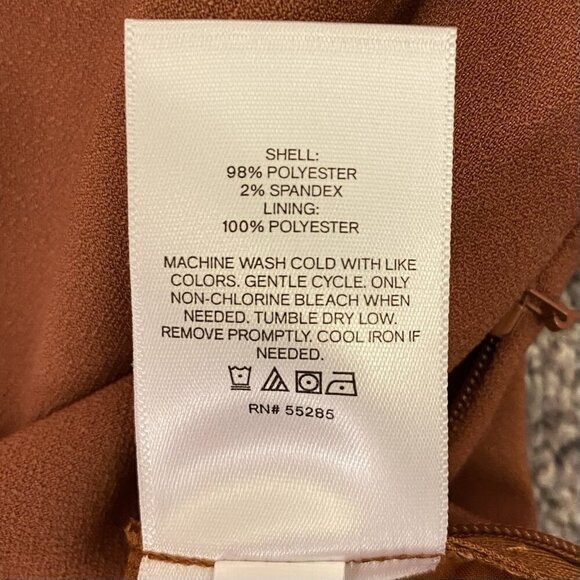 SHELL:
98% POLYESTER
2% SPANDEX
LINING:
100% POLYESTER
MACHINE WASH COLD WITH LIKE
COLORS. GENTLE CYCLE. ONLY
NON-CHLORINE BLEACH WHEN
NEEDED. TUMBLE DRY LOW.
REMOVE PROMPTLY. COOL IRON IF
NEEDED.
RN# 55285